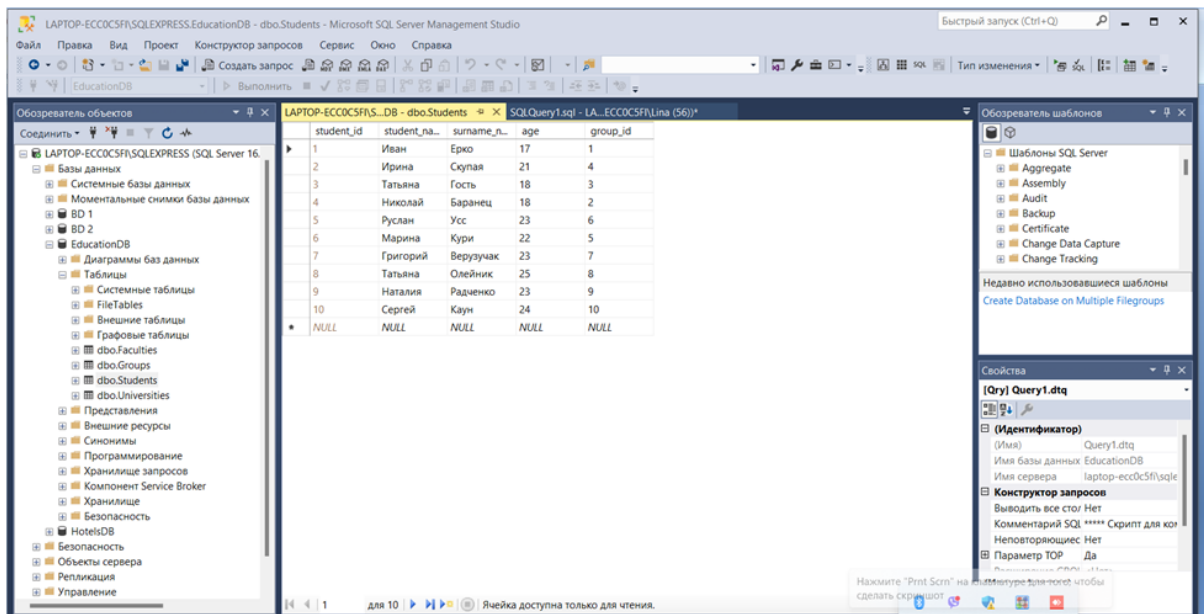 LAPTOP-ECC0C5FI\SQLEXPRESS.EducationDB - dbo.Students - Microsoft SQL Server Management Studio
Быстрый запуск (Ctrl+Q)
Файл Правка Вид Проект Конструктор запросов Сервис Окно Справка
Создать запрос
Тип изменения
EducationDB
Выполнить
Обозреватель объектов
Соединить
LAPTOP-ECC0C5FI\SQLEXPRESS (SQL Server 16.
Базы данных
Системные базы данных
Моментальные снимки базы данных
BD 1
BD 2
EducationDB
Диаграммы баз данных
Таблицы
Системные таблицы
FileTables
Внешние таблицы
Графовые таблицы
dbo.Faculties
dbo.Groups
dbo.Students
dbo.Universities
Представления
Внешние ресурсы
Синонимы
Программирование
Хранилище запросов
Компонент Service Broker
Хранилище
Безопасность
HotelsDB
Безопасность
Объекты сервера
Репликация
Управление
LAPTOP-ECC0C5FI\S...DB - dbo.Students
SQLQuery1.sql - LA...ECC0C5FI\Lina (56))*
student_id student_na... surname_n... age group_id
1 Иван Ерко 17 1
2 Ирина Скупая 21 4
3 Татьяна Гость 18 3
4 Николай Баранец 18 2
5 Руслан Усс 23 6
6 Марина Кури 22 5
7 Григорий Верузучак 23 7
8 Татьяна Олейник 25 8
9 Наталия Радченко 23 9
10 Сергей Каун 24 10
NULL NULL NULL NULL NULL
1 для 10 Ячейка доступна только для чтения.
Обозреватель шаблонов
Шаблоны SQL Server
Aggregate
Assembly
Audit
Backup
Certificate
Change Data Capture
Change Tracking
Недавно использовавшиеся шаблоны
Create Database on Multiple Filegroups
Свойства
[Qry] Query1.dtq
(Идентификатор)
(Имя) Query1.dtq
Имя базы данных EducationDB
Имя сервера laptop-ecc0c5fi\sqle
Конструктор запросов
Выводить все стол Нет
Комментарий SQL ***** Скрипт для ком
Неповторяющиес Нет
Параметр TOP Да
Нажмите "Prnt Scrn" на клавиатуре для того, чтобы
сделать скриншот